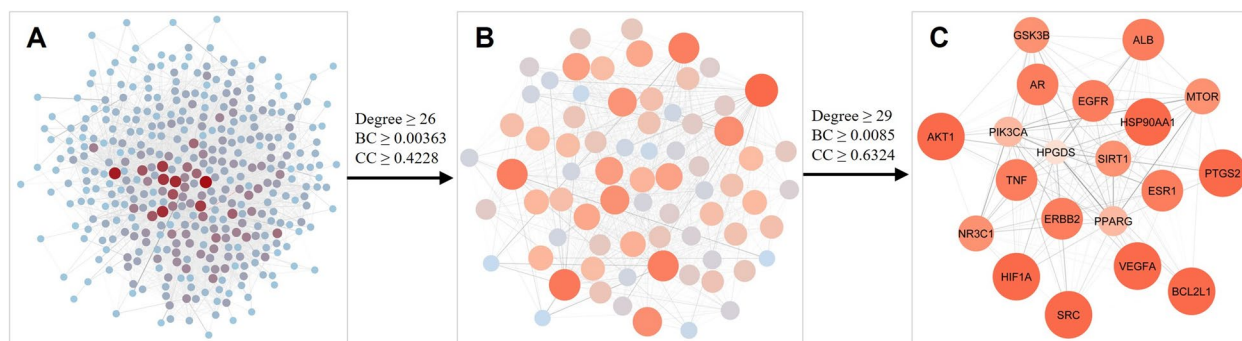 A
Degree ≥ 26
BC ≥ 0.00363
CC ≥ 0.4228
B
Degree ≥ 29
BC ≥ 0.0085
CC ≥ 0.6324
C
GSK3B
ALB
AR
EGFR
MTOR
AKT1
PIK3CA
HSP90AA1
HPGDS
SIRT1
PTGS2
TNF
ESR1
NR3C1
ERBB2
PPARG
HIF1A
VEGFA
BCL2L1
SRC